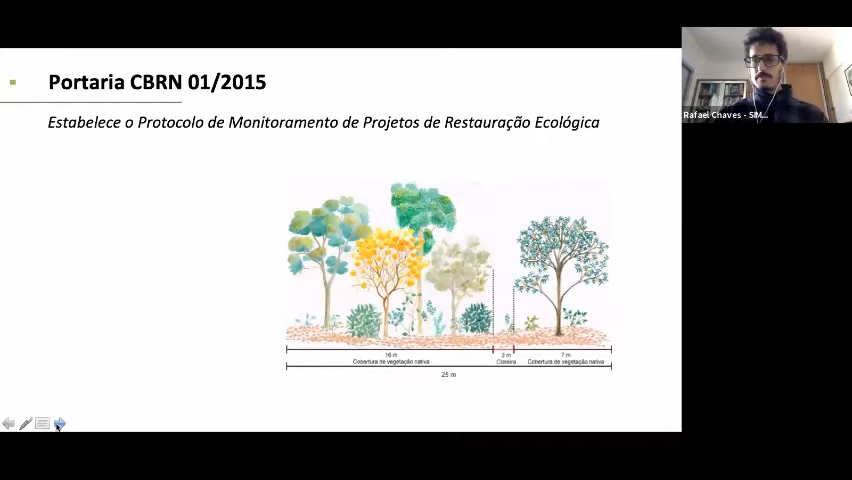 Portaria CBRN 01/2015
Estabelece o Protocolo de Monitoramento de Projetos de Restauração Ecológica
Rafael Chaves - SIM...
16 m
2 m
7 m
Cobertura de vegetação nativa
Clareira
Cobertura de vegetação nativa
25 m